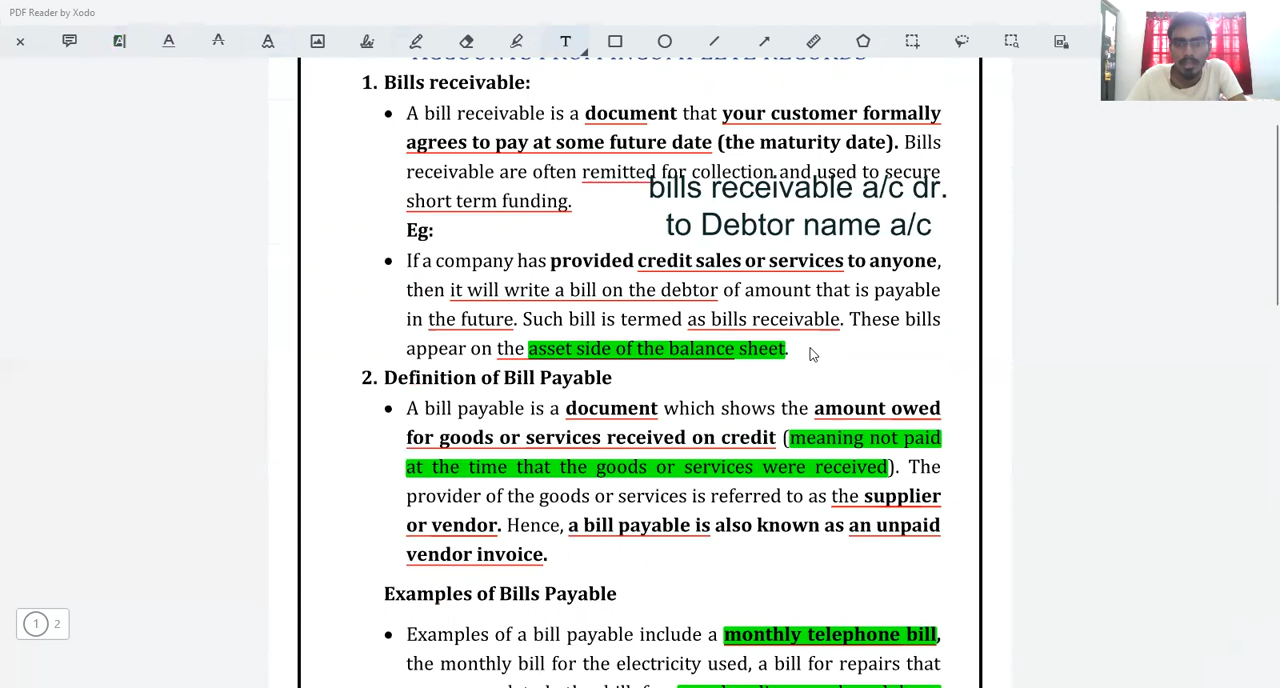 PDF Reader by Xodo
ACCOUNTS FROM INCOMPLETE RECORDS
1. Bills receivable:
• A bill receivable is a document that your customer formally
agrees to pay at some future date (the maturity date). Bills
receivable are often remitted for collection and used to secure
short term funding.
bills receivable a/c dr.
to Debtor name a/c
Eg:
• If a company has provided credit sales or services to anyone,
then it will write a bill on the debtor of amount that is payable
in the future. Such bill is termed as bills receivable. These bills
appear on the asset side of the balance sheet.
2. Definition of Bill Payable
• A bill payable is a document which shows the amount owed
for goods or services received on credit (meaning not paid
at the time that the goods or services were received). The
provider of the goods or services is referred to as the supplier
or vendor. Hence, a bill payable is also known as an unpaid
vendor invoice.
Examples of Bills Payable
• Examples of a bill payable include a monthly telephone bill,
the monthly bill for the electricity used, a bill for repairs that
1 2